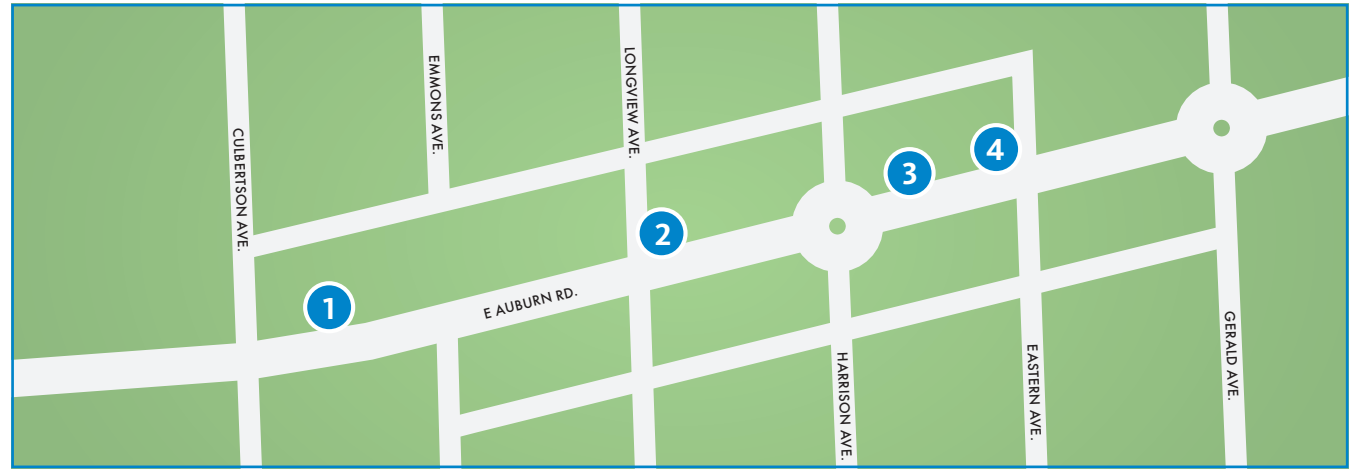 CULBERTSON AVE.
EMMONS AVE.
LONGVIEW AVE.
1
2
3
4
E AUBURN RD.
HARRISON AVE.
EASTERN AVE.
GERALD AVE.